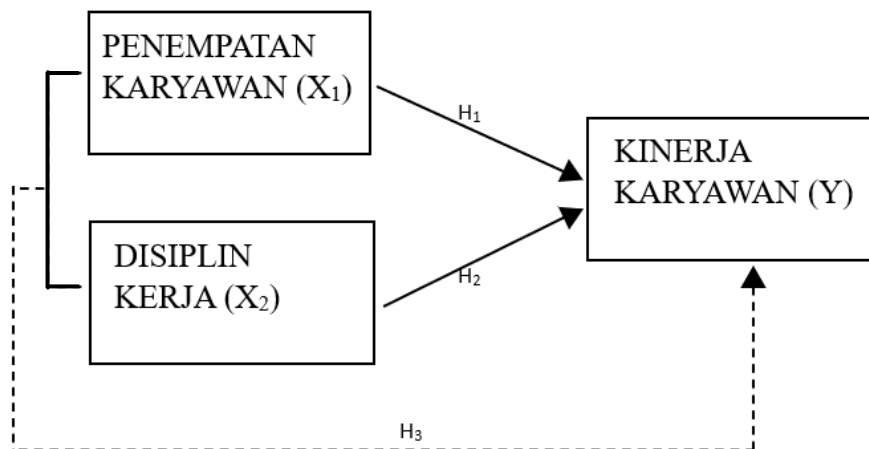 PENEMPATAN
KARYAWAN (X₁)
H₁
KINERJA
KARYAWAN (Y)
DISIPLIN
KERJA (X₂)
H₂
H₃